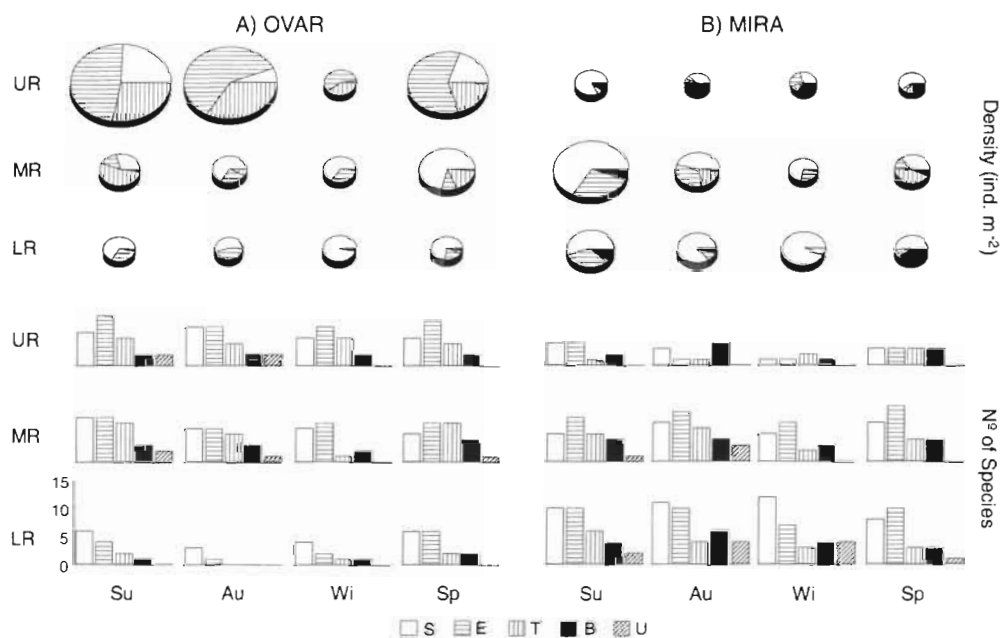 A) OVAR B) MIRA
UR
MR
LR
Density (ind. m⁻²)
UR
MR
LR
15
10
5
0
Nº of Species
Su Au Wi Sp Su Au Wi Sp
S E T B U